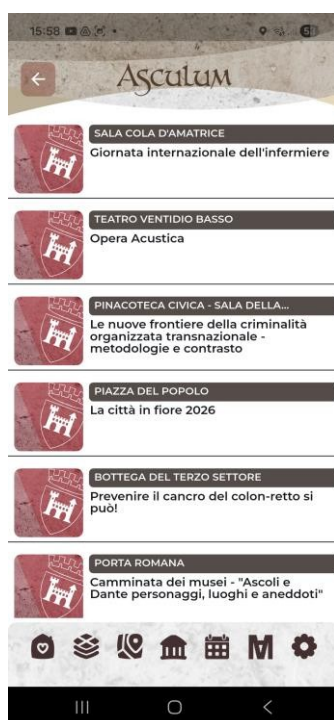 15:58
Asculum
SALA COLA D'AMATRICE
Giornata internazionale dell'infermiere
TEATRO VENTIDIO BASSO
Opera Acustica
PINACOTECA CIVICA - SALA DELLA...
Le nuove frontiere della criminalità
organizzata transnazionale -
metodologie e contrasto
PIAZZA DEL POPOLO
La città in fiore 2026
BOTTEGA DEL TERZO SETTORE
Prevenire il cancro del colon-retto si
può!
PORTA ROMANA
Camminata dei musei - "Ascoli e
Dante personaggi, luoghi e aneddoti"